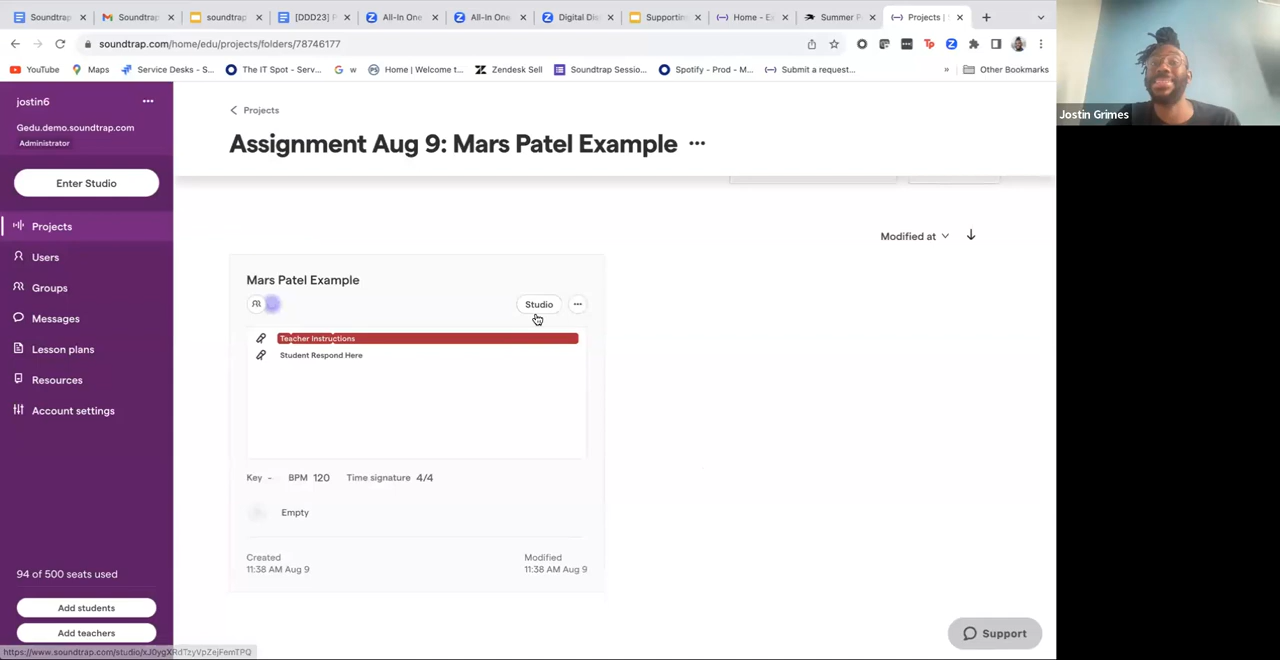 Soundtrap
Soundtrap
soundtrap
[DDD23] F
All-In One
All-In One
Digital Dis
Supportin
Home - E
Summer P
Projects |
soundtrap.com/home/edu/projects/folders/78746177
YouTube
Maps
Service Desks - S...
The IT Spot - Serv...
w
Home | Welcome t...
Zendesk Sell
Soundtrap Sessio...
Spotify - Prod - M...
Submit a request...
»
Other Bookmarks
jostin6
Gedu.demo.soundtrap.com
Administrator
Enter Studio
Projects
Users
Groups
Messages
Lesson plans
Resources
Account settings
94 of 500 seats used
Add students
Add teachers
Projects
Assignment Aug 9: Mars Patel Example
Modified at
Mars Patel Example
Studio
Teacher Instructions
Student Respond Here
Key -
BPM 120
Time signature 4/4
Empty
Created
11:38 AM Aug 9
Modified
11:38 AM Aug 9
Support
https://www.soundtrap.com/studio/xJ0ygXRdTzyVpZejFemTPQ
Jostin Grimes